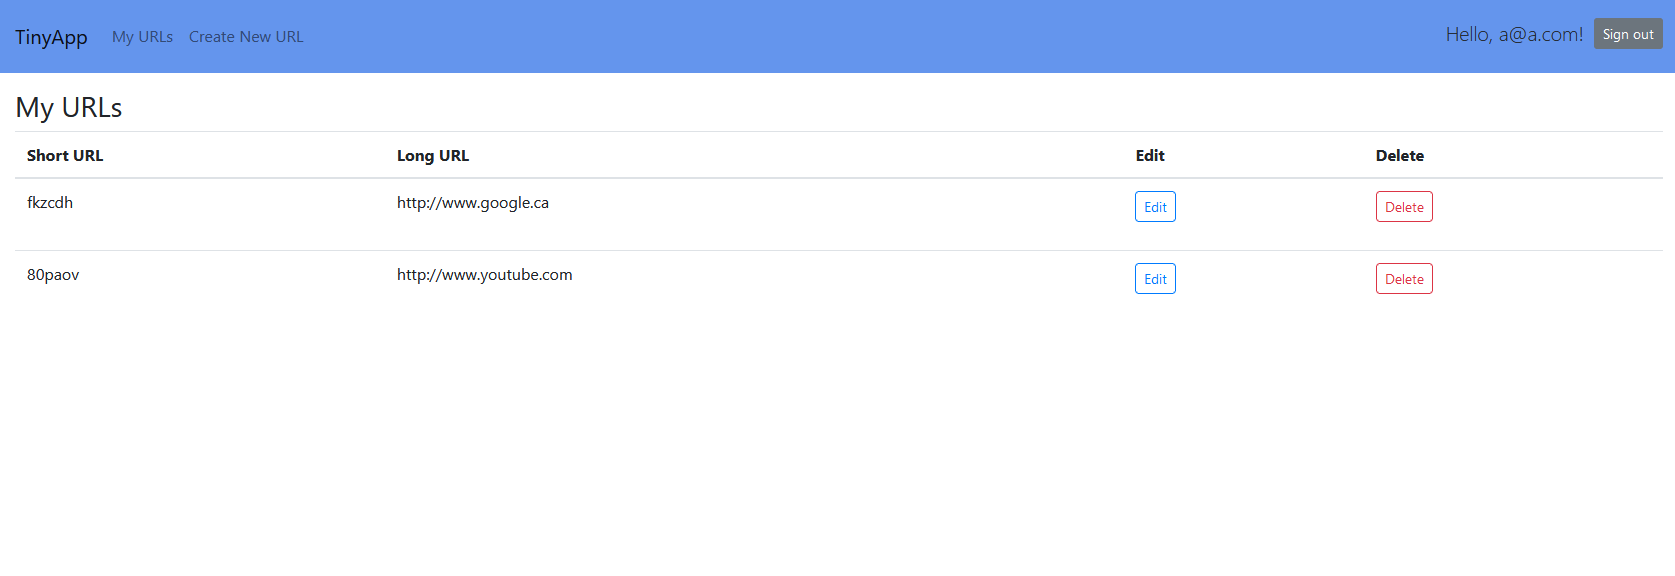 TinyApp My URLs Create New URL Hello, a@a.com! Sign out
My URLs
Short URL Long URL Edit Delete
fkzcdh http://www.google.ca Edit Delete
80paov http://www.youtube.com Edit Delete